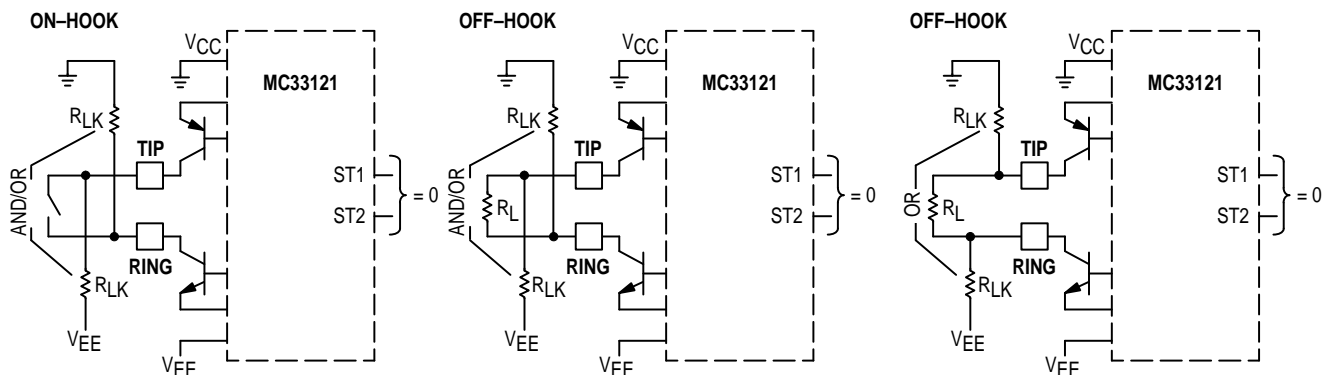 ON–HOOK
VCC
MC33121
RLK
TIP
AND/OR
ST1
ST2
= 0
RING
RLK
VEE
VEE
OFF–HOOK
VCC
MC33121
RLK
TIP
AND/OR
RL
ST1
ST2
= 0
RING
RLK
VEE
VEE
OFF–HOOK
VCC
MC33121
RLK
TIP
OR
RL
ST1
ST2
= 0
RING
RLK
VEE
VEE